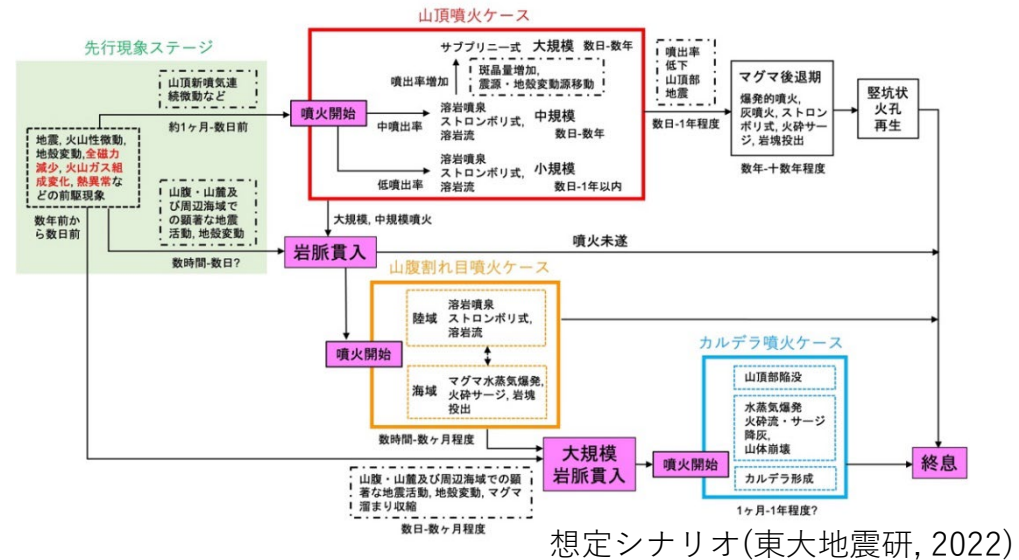 山頂噴火ケース
先行現象ステージ
山頂新噴気連
続微動など
約1ヶ月-数日前
地震, 火山性微動,
地殻変動,全磁力
減少, 火山ガス組
成変化, 熱異常な
どの前駆現象
数年前か
ら数日前
山腹・山麓及
び周辺海域で
の顕著な地震
活動, 地殻変動
数時間-数日?
噴火開始
サブプリニー式 大規模 数日-数年
噴出率増加
斑晶量増加,
震源・地殻変動源移動
中噴出率
溶岩噴泉
ストロンボリ式,
溶岩流
中規模
数日-数年
低噴出率
溶岩噴泉
ストロンボリ式,
溶岩流
小規模
数日-1年以内
噴出率
低下
山頂部
地震
数日-1年程度
マグマ後退期
爆発的噴火,
灰噴火, ストロン
ボリ式, 火砕サー
ジ, 岩塊投出
数年-十数年程度
竪坑状
火孔
再生
大規模, 中規模噴火
岩脈貫入
噴火未遂
山腹割れ目噴火ケース
噴火開始
陸域
溶岩噴泉
ストロンボリ式,
溶岩流
海域
マグマ水蒸気爆発,
火砕サージ, 岩塊
投出
数時間-数ヶ月程度
山腹・山麓及び周辺海域での顕
著な地震活動, 地殻変動, マグマ
溜まり収縮
数日-数ヶ月程度
大規模
岩脈貫入
噴火開始
カルデラ噴火ケース
山頂部陥没
水蒸気爆発
火砕流・サージ
降灰,
山体崩壊
カルデラ形成
1ヶ月-1年程度?
終息
想定シナリオ(東大地震研, 2022)